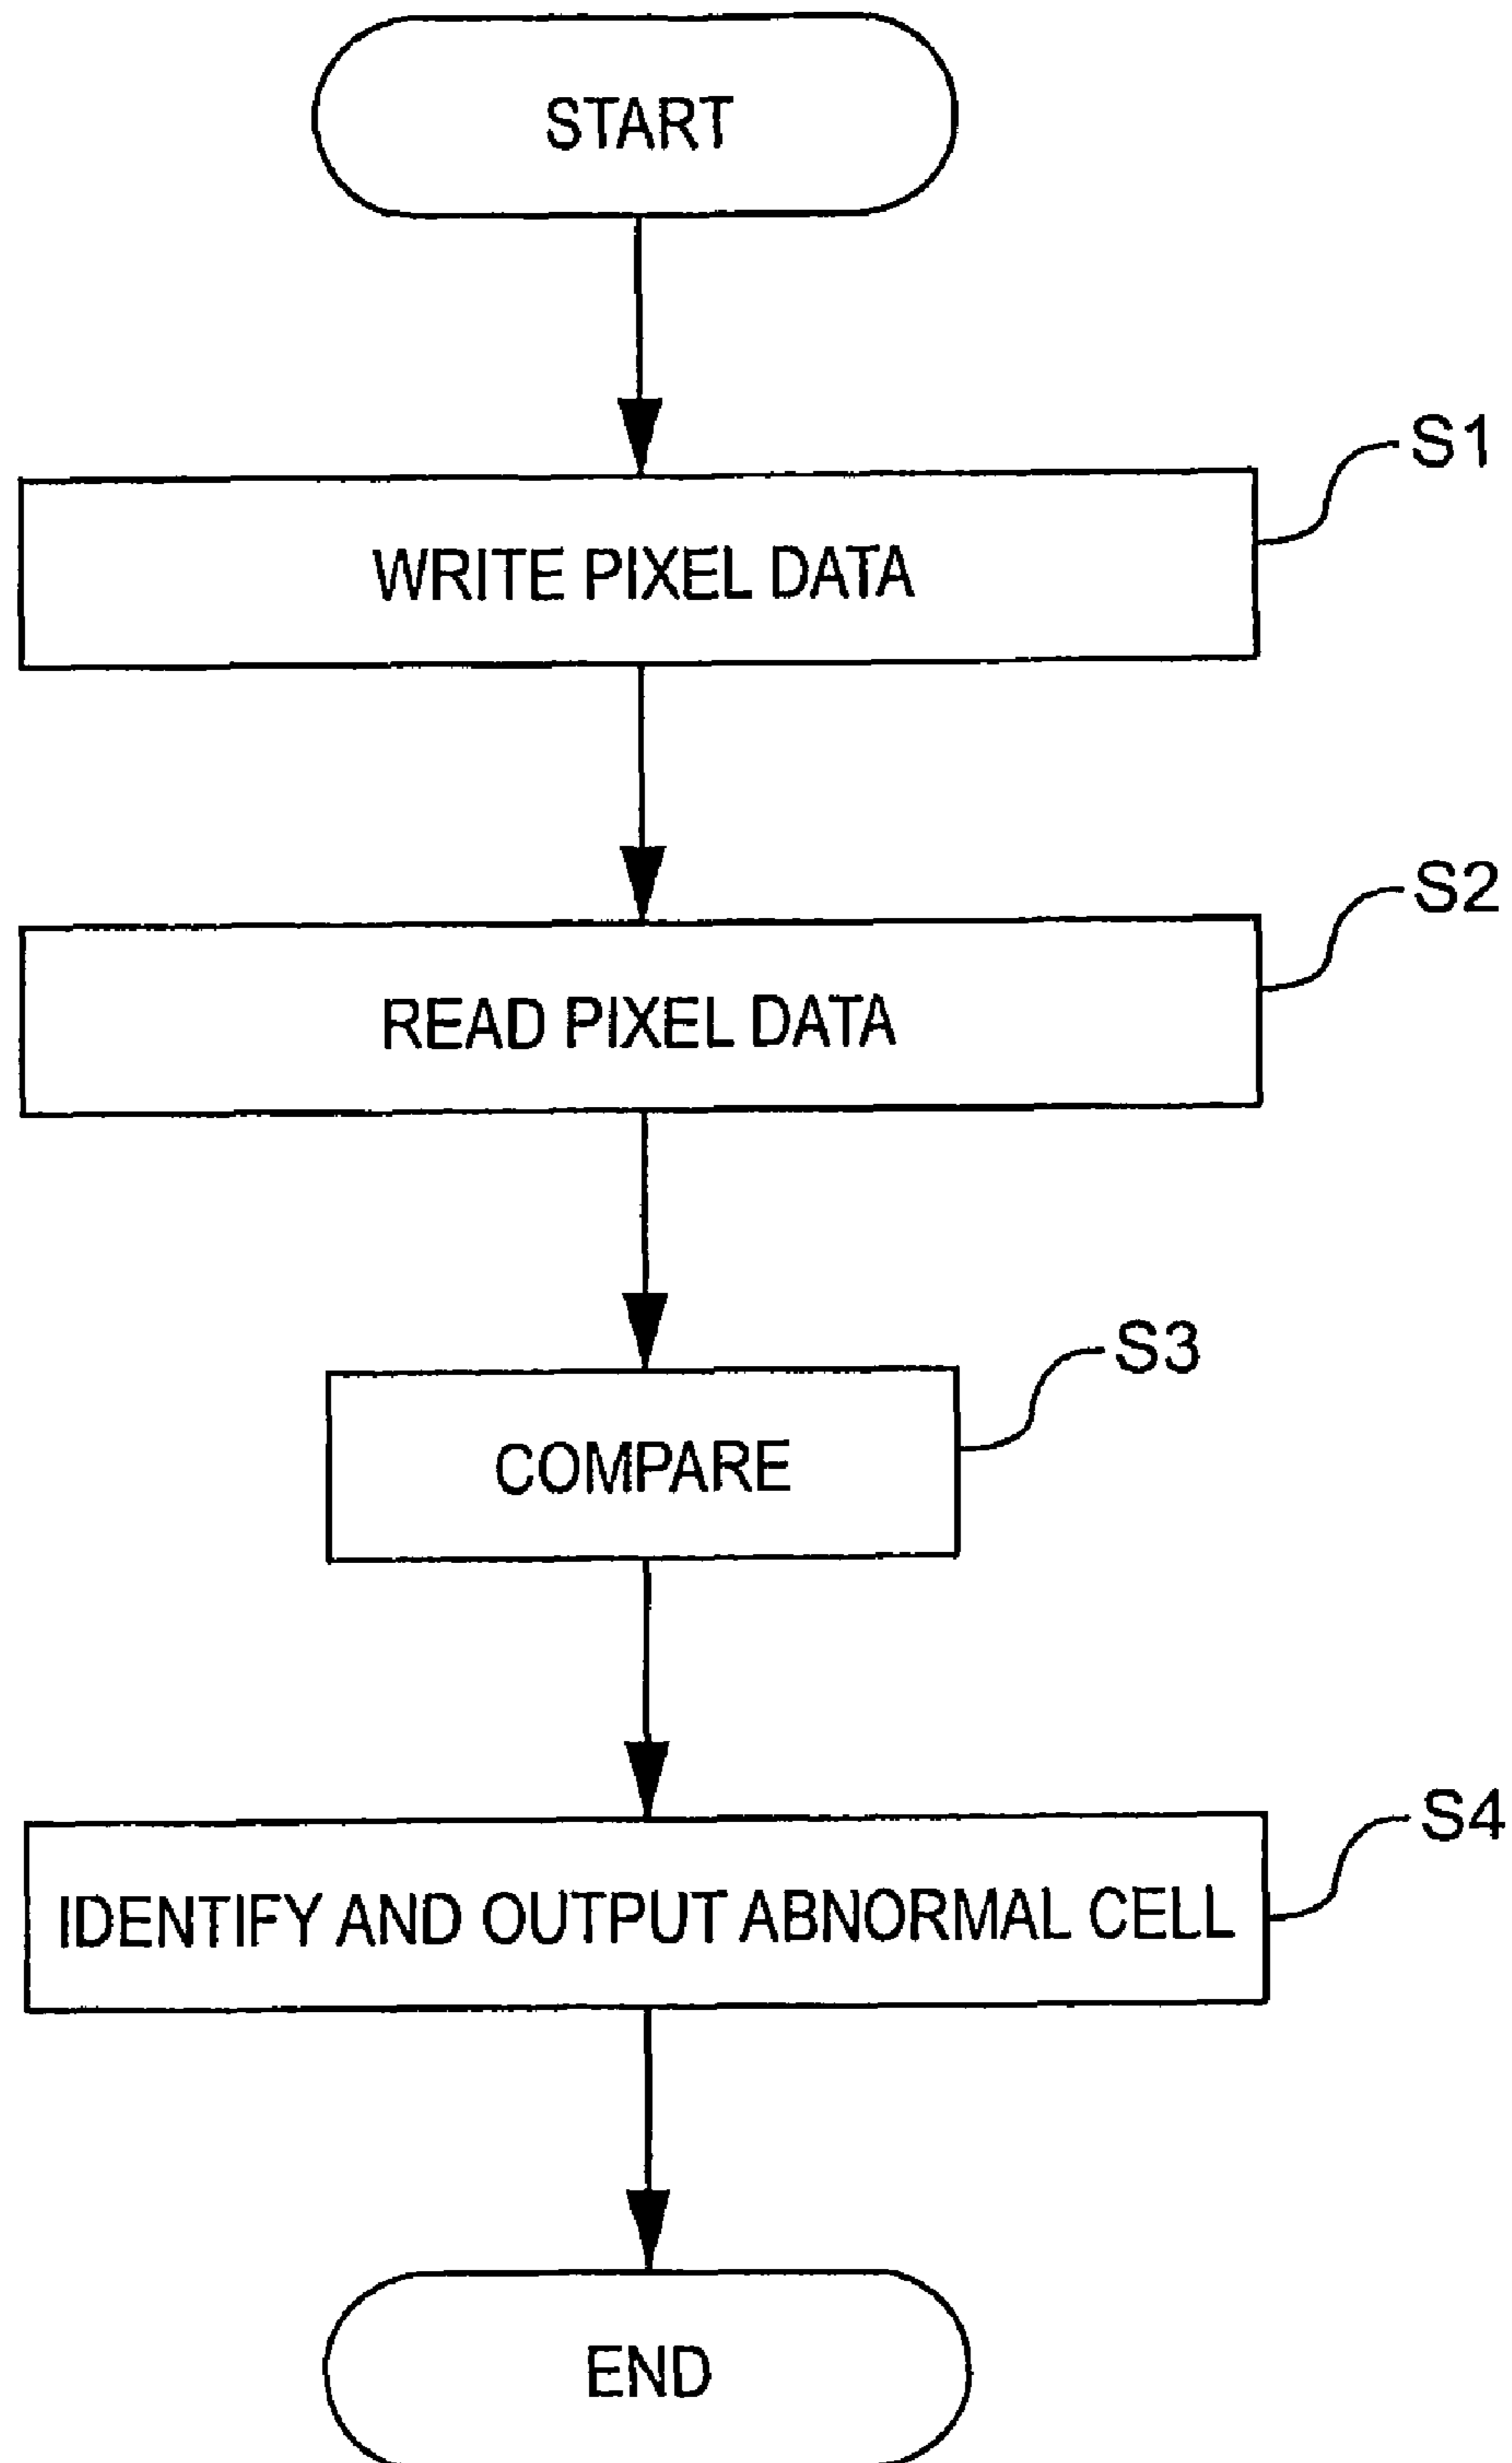 START
S1
WRITE PIXEL DATA
S2
READ PIXEL DATA
S3
COMPARE
S4
IDENTIFY AND OUTPUT ABNORMAL CELL
END